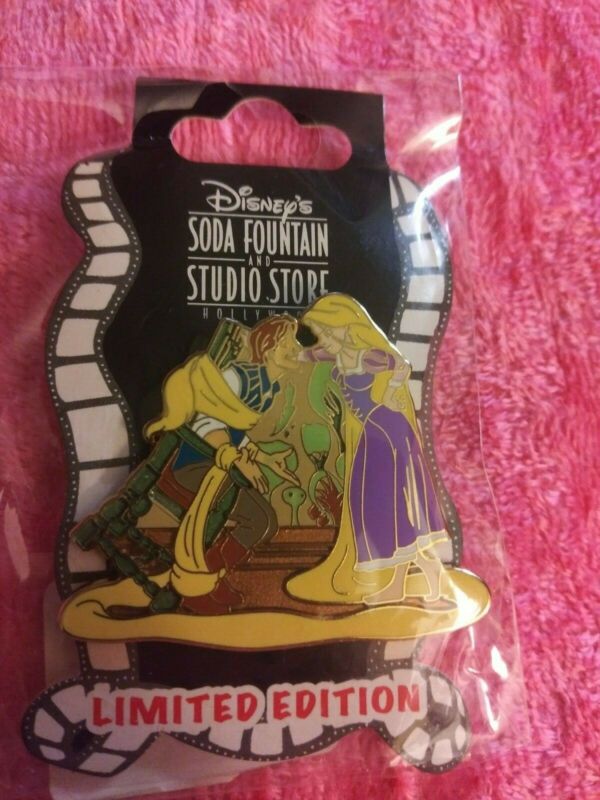 Disney's
SODA FOUNTAIN
AND
STUDIO STORE
LIMITED EDITION